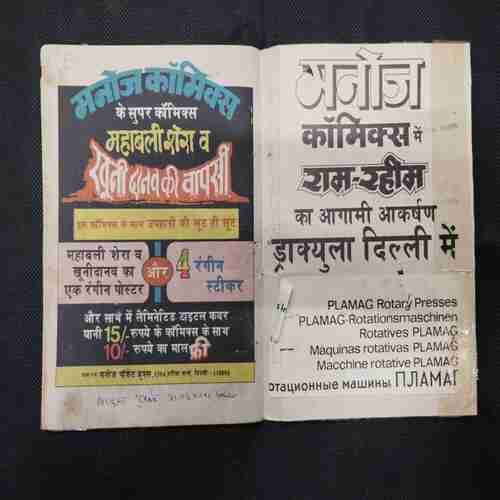 मनोज कॉमिक्स
के सुपर कॉमिक्स
महाबली शेरा व
खूनी दानव की वापसी
इस कॉमिक्स के साथ उपहारों की लूट ही लूट
महाबली शेरा व
खूनीदानव का
एक रंगीन पोस्टर
और
4 रंगीन
स्टीकर
और साथ में लैमिनेटिड टाइटल कवर
यानी 15/- रुपये के कॉमिक्स के साथ
10/- रुपये का माल फ्री
मनोज
कॉमिक्स में
राम-रहीम
का आगामी आकर्षण
ड्राक्युला दिल्ली में
PLAMAG Rotary Presses
PLAMAG-Rotationsmaschinen
Rotatives PLAMAG
Máquinas rotativas PLAMAG
Macchine rotative PLAMAG
отационные машины ПЛАМАГ